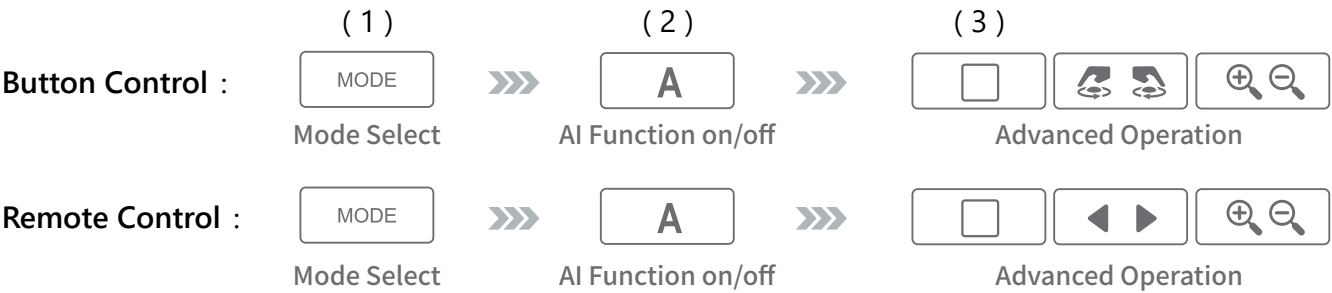 ( 1 ) ( 2 ) ( 3 )
Button Control : MODE A
Mode Select AI Function on/off Advanced Operation
Remote Control : MODE A
Mode Select AI Function on/off Advanced Operation